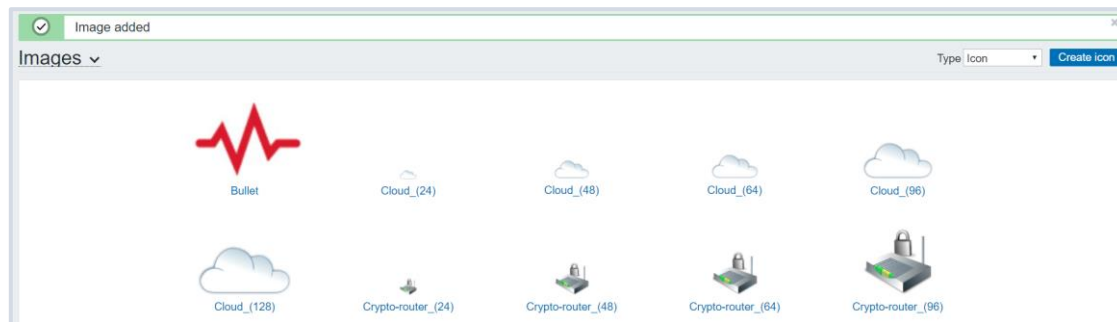 Image added
Images
Type Icon Create icon
Bullet Cloud_(24) Cloud_(48) Cloud_(64) Cloud_(96)
Cloud_(128) Crypto-router_(24) Crypto-router_(48) Crypto-router_(64) Crypto-router_(96)